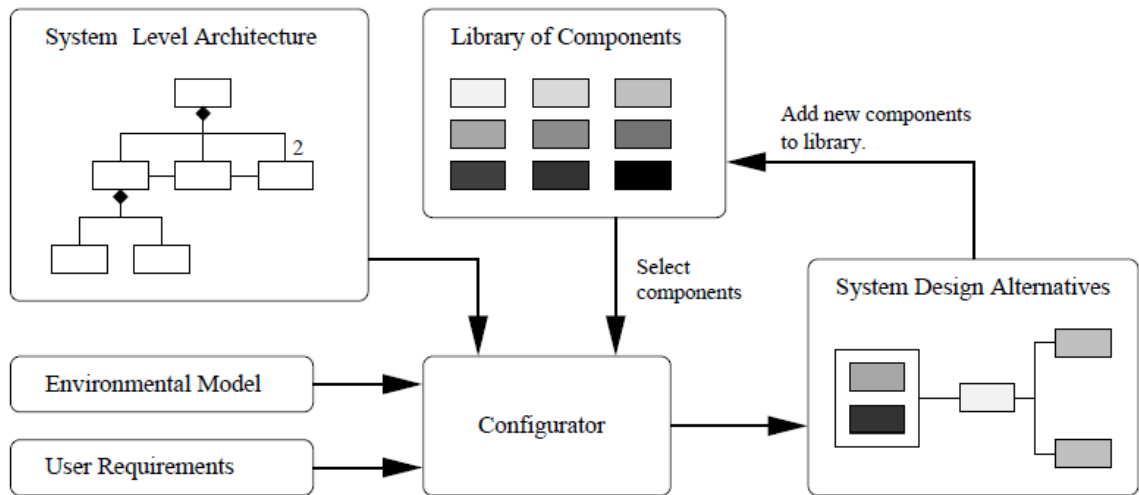 System Level Architecture
2
Library of Components
Add new components
to library.
Select
components
System Design Alternatives
Environmental Model
Configurator
User Requirements